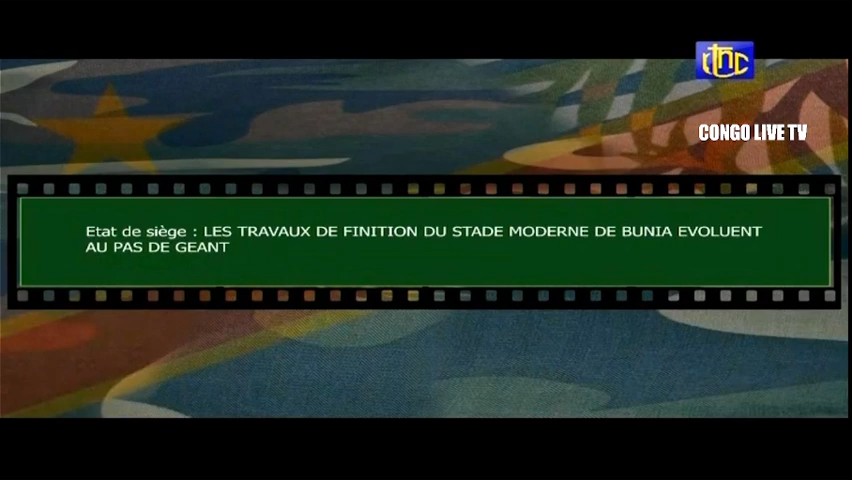 rtnc
CONGO LIVE TV
Etat de siège : LES TRAVAUX DE FINITION DU STADE MODERNE DE BUNIA EVOLUENT
AU PAS DE GEANT